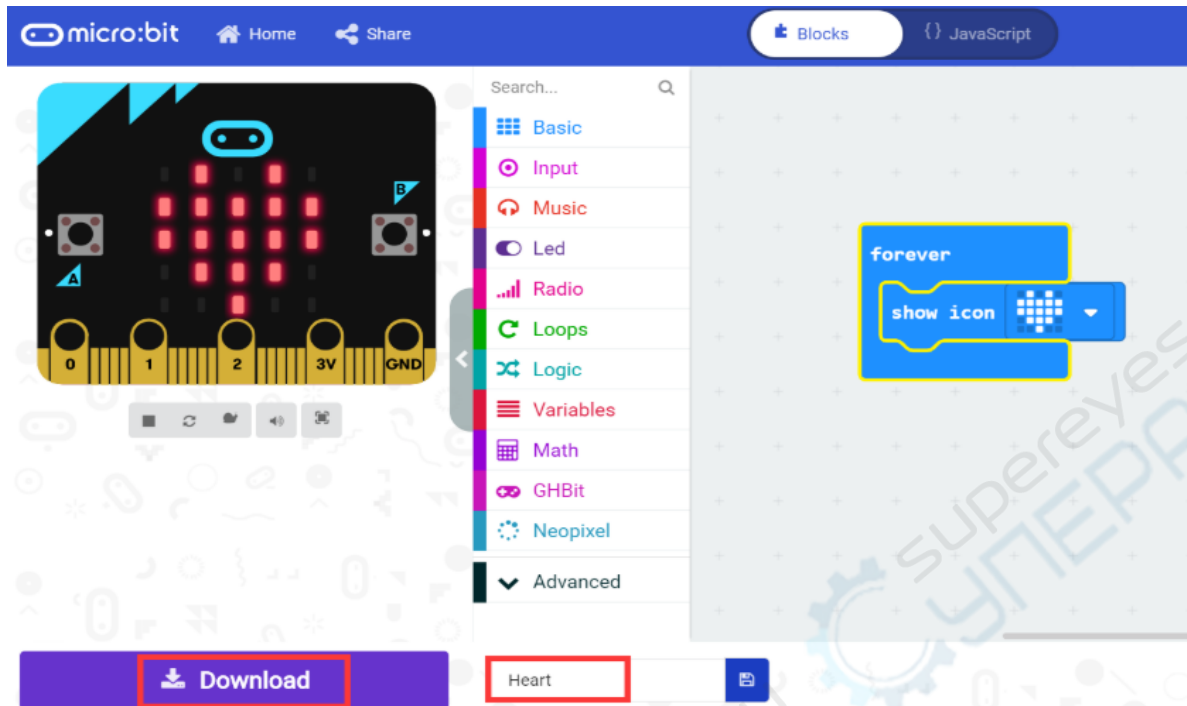 micro:bit Home Share Blocks {} JavaScript
Search...
Basic
Input
Music
Led
Radio
Loops
Logic
Variables
Math
GHBit
Neopixel
Advanced
B
A
0 1 2 3V GND
forever
show icon
Download
Heart
supereyes
СУПЕР